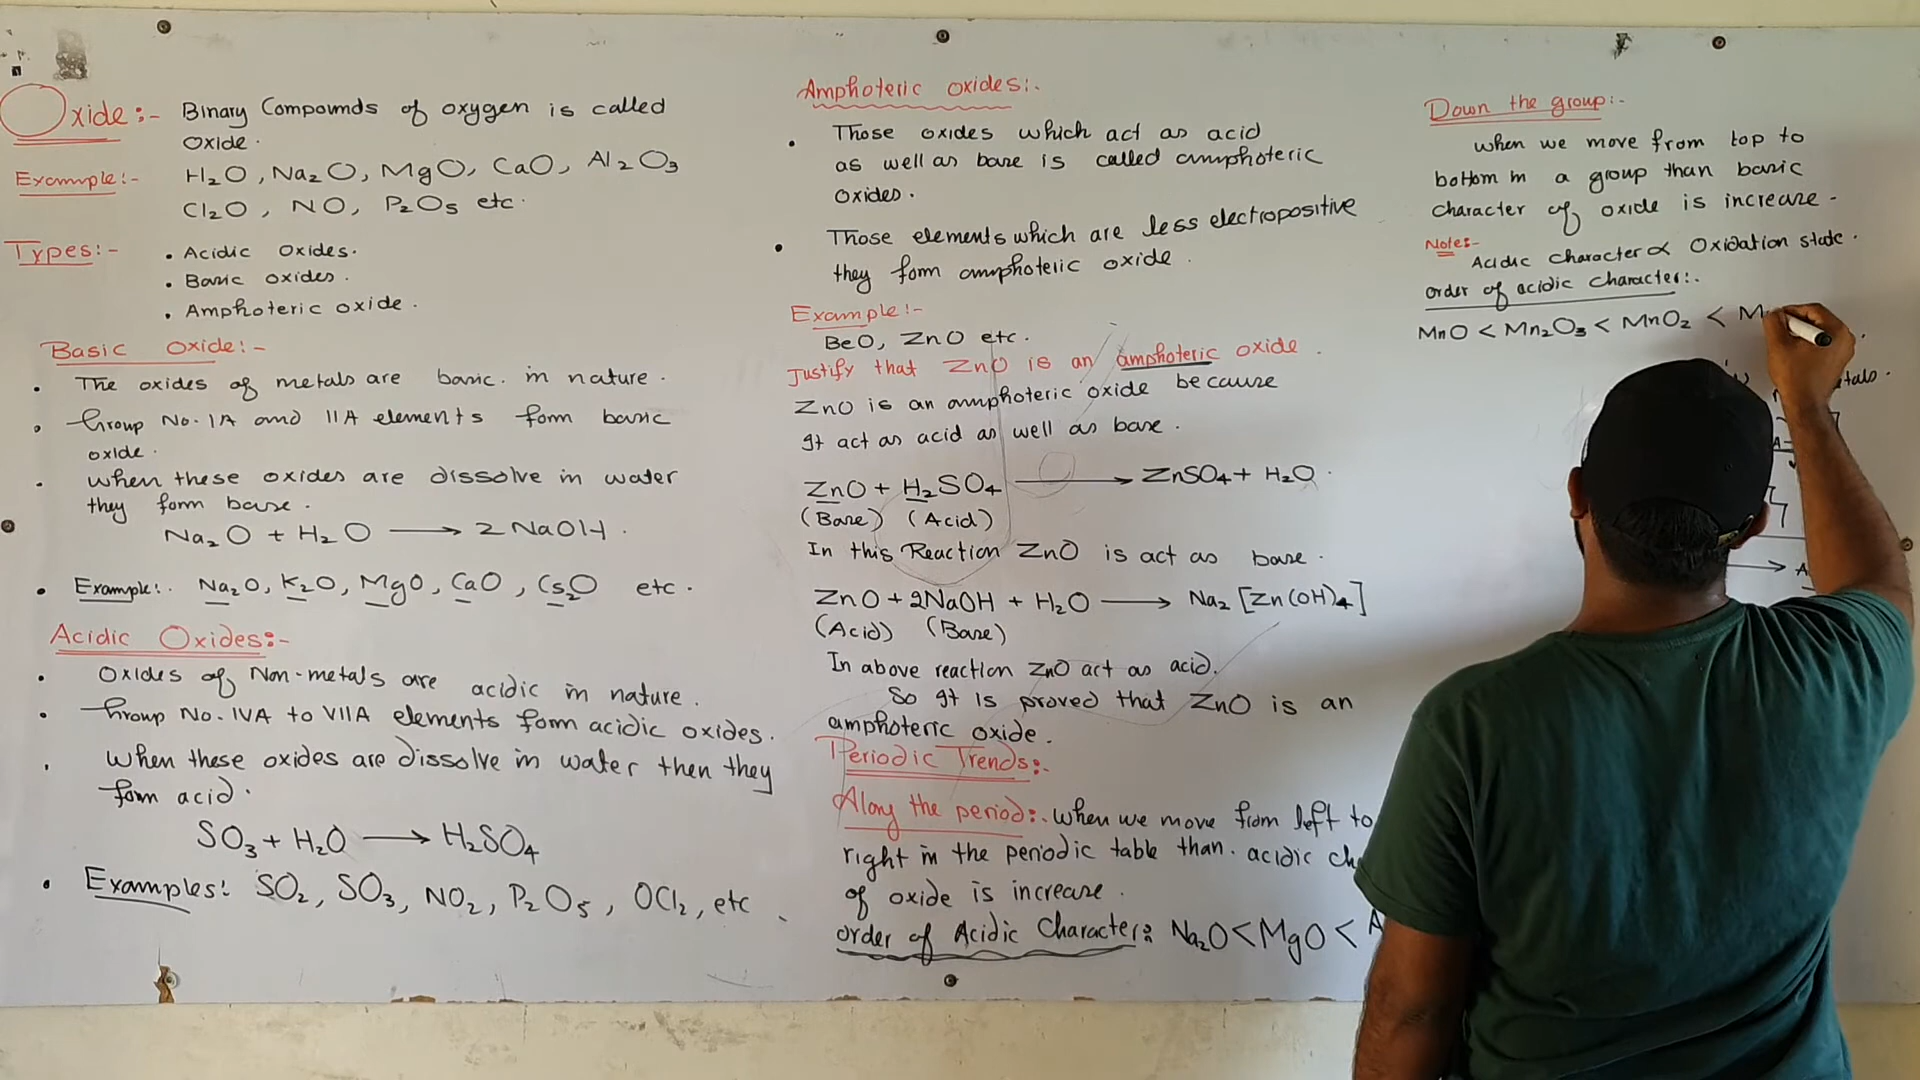 Oxide:- Binary Compounds of oxygen is called
oxide.
Example:- H₂O, Na₂O, MgO, CaO, Al₂O₃
Cl₂O, NO, P₂O₅ etc.
Types:- • Acidic oxides.
• Basic oxides.
• Amphoteric oxide.
Basic Oxide:-
• The oxides of metals are basic. in nature.
• Group No. IA and IIA elements form basic
oxide.
• when these oxides are dissolve in water
they form base.
Na₂O + H₂O → 2 NaOH.
• Example:. Na₂O, K₂O, MgO, CaO, Cs₂O etc.
Acidic Oxides:-
• Oxides of Non-metals are acidic in nature.
• Group No. IVA to VIIA elements form acidic oxides.
• When these oxides are dissolve in water then they
form acid.
SO₃ + H₂O → H₂SO₄
• Examples: SO₂, SO₃, NO₂, P₂O₅, OCl₂, etc.
Amphoteric oxides:.
• Those oxides which act as acid
as well as base is called amphoteric
oxides.
• Those elements which are less electropositive
they form amphoteric oxide.
Example:-
BeO, ZnO etc.
Justify that ZnO is an amphoteric oxide.
ZnO is an amphoteric oxide because
It act as acid as well as base.
ZnO + H₂SO₄ → ZnSO₄ + H₂O.
(Base) (Acid)
In this Reaction ZnO is act as base.
ZnO + 2NaOH + H₂O → Na₂ [Zn(OH)₄]
(Acid) (Base)
In above reaction ZnO act as acid.
So It is proved that ZnO is an
amphoteric oxide.
Periodic Trends:.
Along the period:. when we move from left to
right in the periodic table than. acidic ch
of oxide is increase.
order of Acidic Character: Na₂O < MgO < A
Down the group:-
when we move from top to
bottom in a group than basic
character of oxide is increase.
Note:-
Acidic character ∝ Oxidation state.
order of acidic character:.
MnO < Mn₂O₃ < MnO₂ < M
tals.